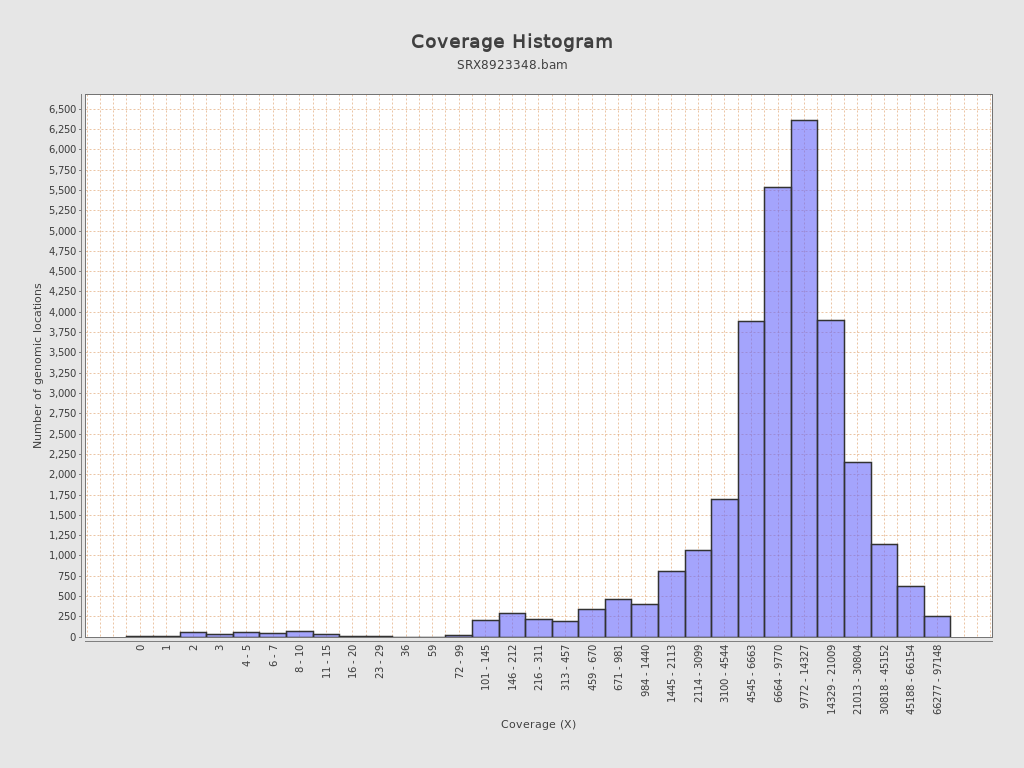 Coverage Histogram
SRX8923348.bam
Number of genomic locations
6,500
6,250
6,000
5,750
5,500
5,250
5,000
4,750
4,500
4,250
4,000
3,750
3,500
3,250
3,000
2,750
2,500
2,250
2,000
1,750
1,500
1,250
1,000
750
500
250
0
0
1
2
3
4 - 5
6 - 7
8 - 10
11 - 15
16 - 20
23 - 29
36
59
72 - 99
101 - 145
146 - 212
216 - 311
313 - 457
459 - 670
671 - 981
984 - 1440
1445 - 2113
2114 - 3099
3100 - 4544
4545 - 6663
6664 - 9770
9772 - 14327
14329 - 21009
21013 - 30804
30818 - 45152
45188 - 66154
66277 - 97148
Coverage (X)